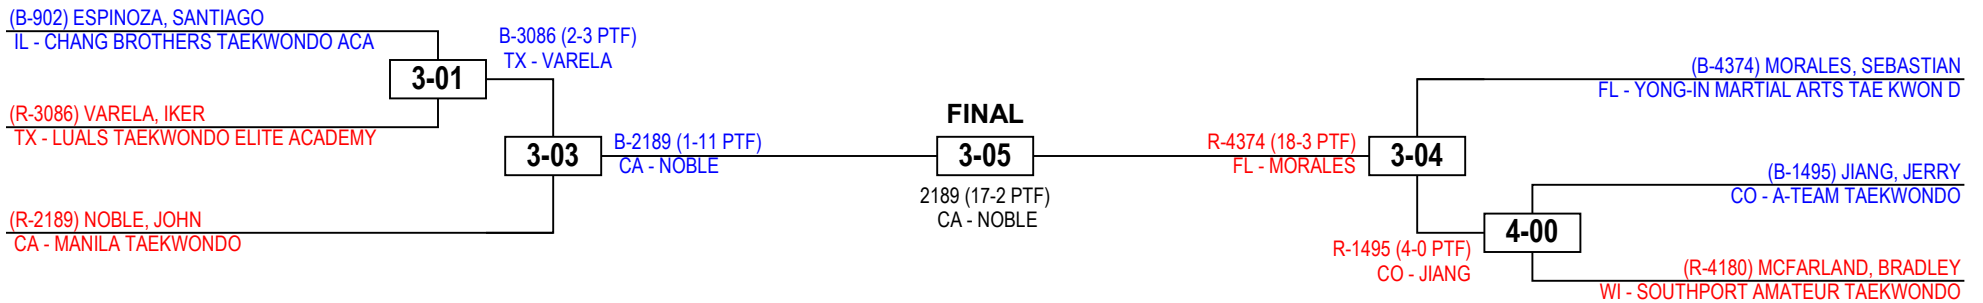 (B-902) ESPINOZA, SANTIAGO
IL - CHANG BROTHERS TAEKWONDO ACA
3-01
(R-3086) VARELA, IKER
TX - LUALS TAEKWONDO ELITE ACADEMY
B-3086 (2-3 PTF)
TX - VARELA
3-03
(R-2189) NOBLE, JOHN
CA - MANILA TAEKWONDO
B-2189 (1-11 PTF)
CA - NOBLE
FINAL
3-05
2189 (17-2 PTF)
CA - NOBLE
R-4374 (18-3 PTF)
FL - MORALES
3-04
(B-4374) MORALES, SEBASTIAN
FL - YONG-IN MARTIAL ARTS TAE KWON D
(B-1495) JIANG, JERRY
CO - A-TEAM TAEKWONDO
4-00
R-1495 (4-0 PTF)
CO - JIANG
(R-4180) MCFARLAND, BRADLEY
WI - SOUTHPORT AMATEUR TAEKWONDO